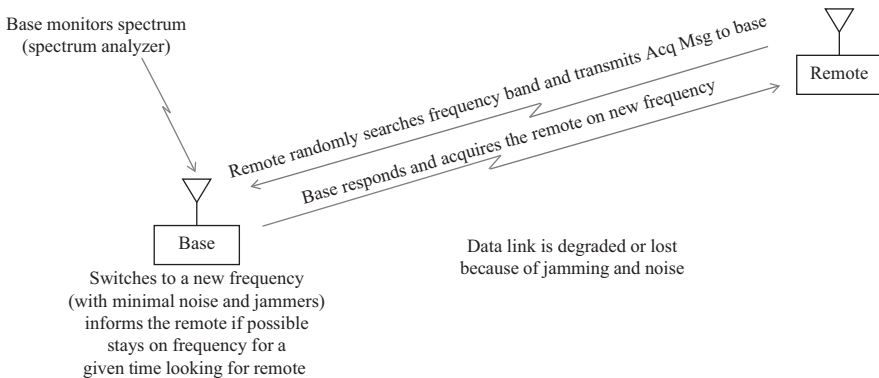 Base monitors spectrum
(spectrum analyzer)
Remote
Remote randomly searches frequency band and transmits Acq Msg to base
Base responds and acquires the remote on new frequency
Base
Data link is degraded or lost
because of jamming and noise
Switches to a new frequency
(with minimal noise and jammers)
informs the remote if possible
stays on frequency for a
given time looking for remote